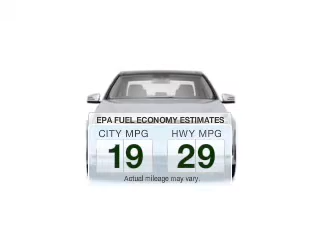 EPA FUEL ECONOMY ESTIMATES
CITY MPG HWY MPG
19 29
Actual mileage may vary.